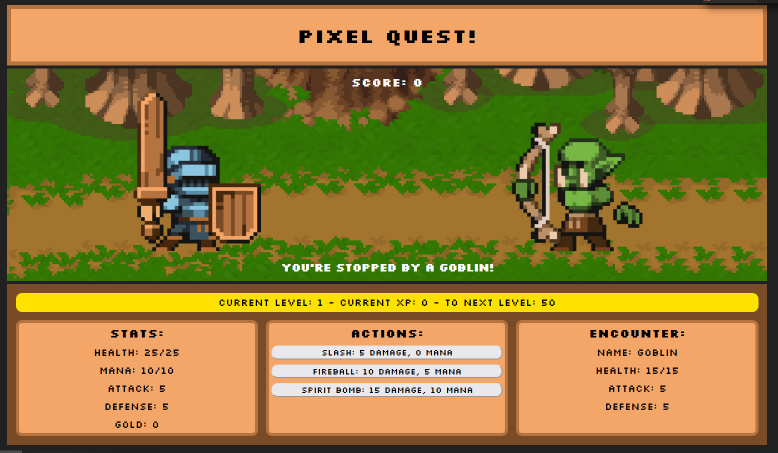 PIXEL QUEST!
SCORE: 0
YOU'RE STOPPED BY A GOBLIN!
CURRENT LEVEL: 1 - CURRENT XP: 0 - TO NEXT LEVEL: 50
STATS:
HEALTH: 25/25
MANA: 10/10
ATTACK: 5
DEFENSE: 5
GOLD: 0
ACTIONS:
SLASH: 5 DAMAGE, 0 MANA
FIREBALL: 10 DAMAGE, 5 MANA
SPIRIT BOMB: 15 DAMAGE, 10 MANA
ENCOUNTER:
NAME: GOBLIN
HEALTH: 15/15
ATTACK: 5
DEFENSE: 5